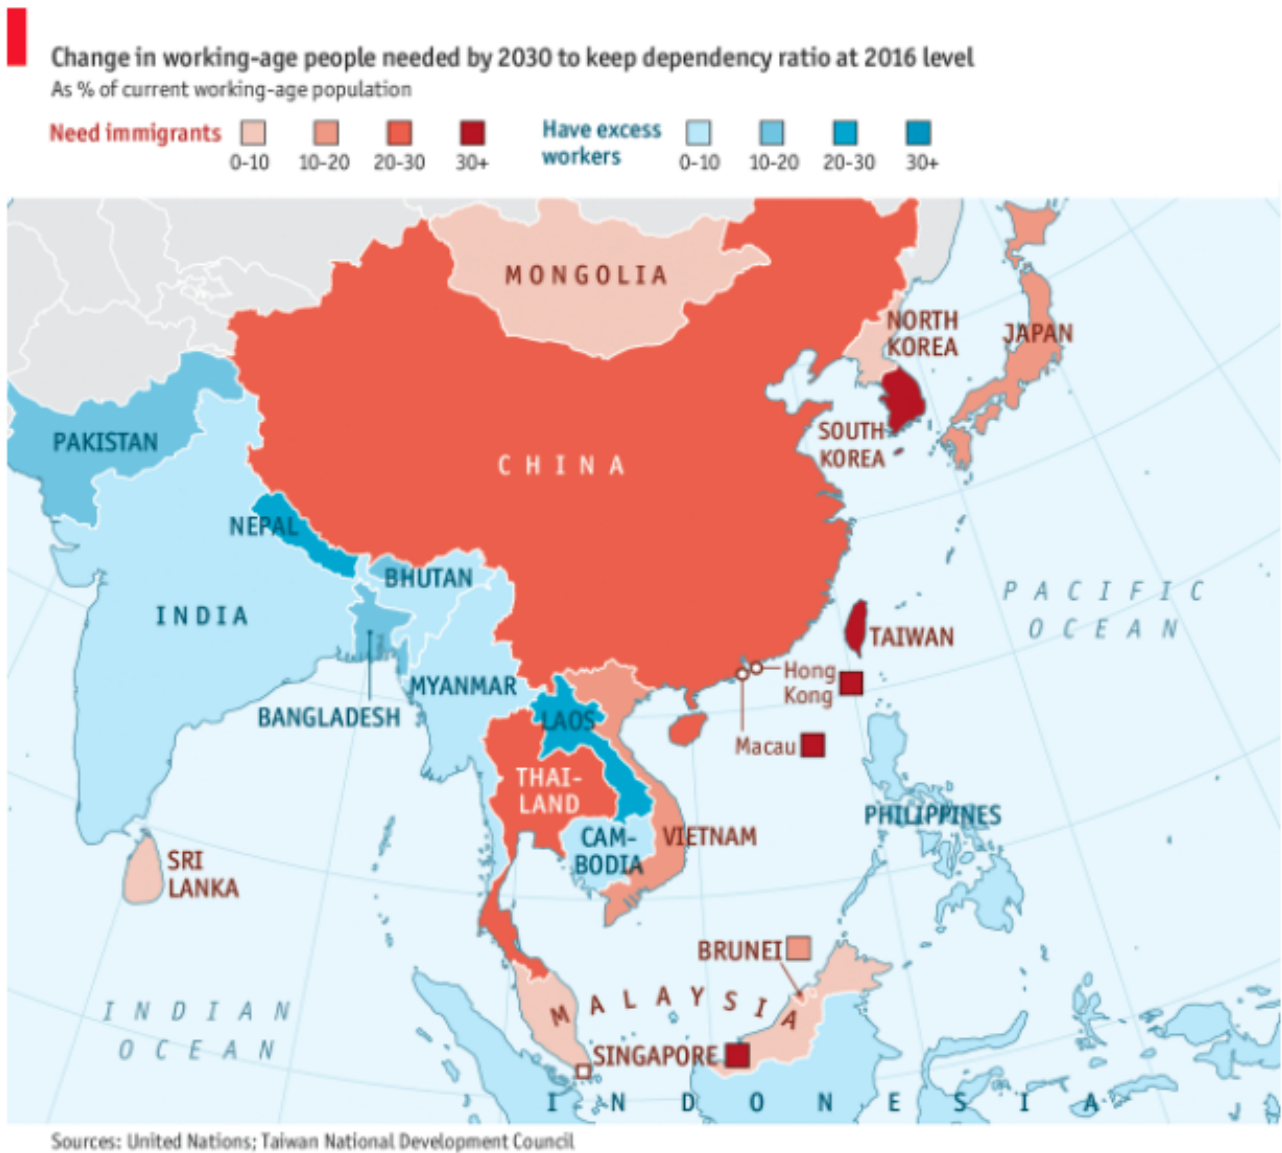 Change in working-age people needed by 2030 to keep dependency ratio at 2016 level
As % of current working-age population
Need immigrants
0-10
10-20
20-30
30+
Have excess
workers
0-10
10-20
20-30
30+
MONGOLIA
NORTH
KOREA
JAPAN
PAKISTAN
CHINA
SOUTH
KOREA
NEPAL
BHUTAN
PACIFIC
OCEAN
INDIA
TAIWAN
Hong
Kong
MYANMAR
BANGLADESH
LAOS
Macau
THAI-
LAND
PHILIPPINES
CAM-
BODIA
VIETNAM
SRI
LANKA
BRUNEI
MALAYSIA
INDIAN
OCEAN
SINGAPORE
INDONESIA
Sources: United Nations; Taiwan National Development Council